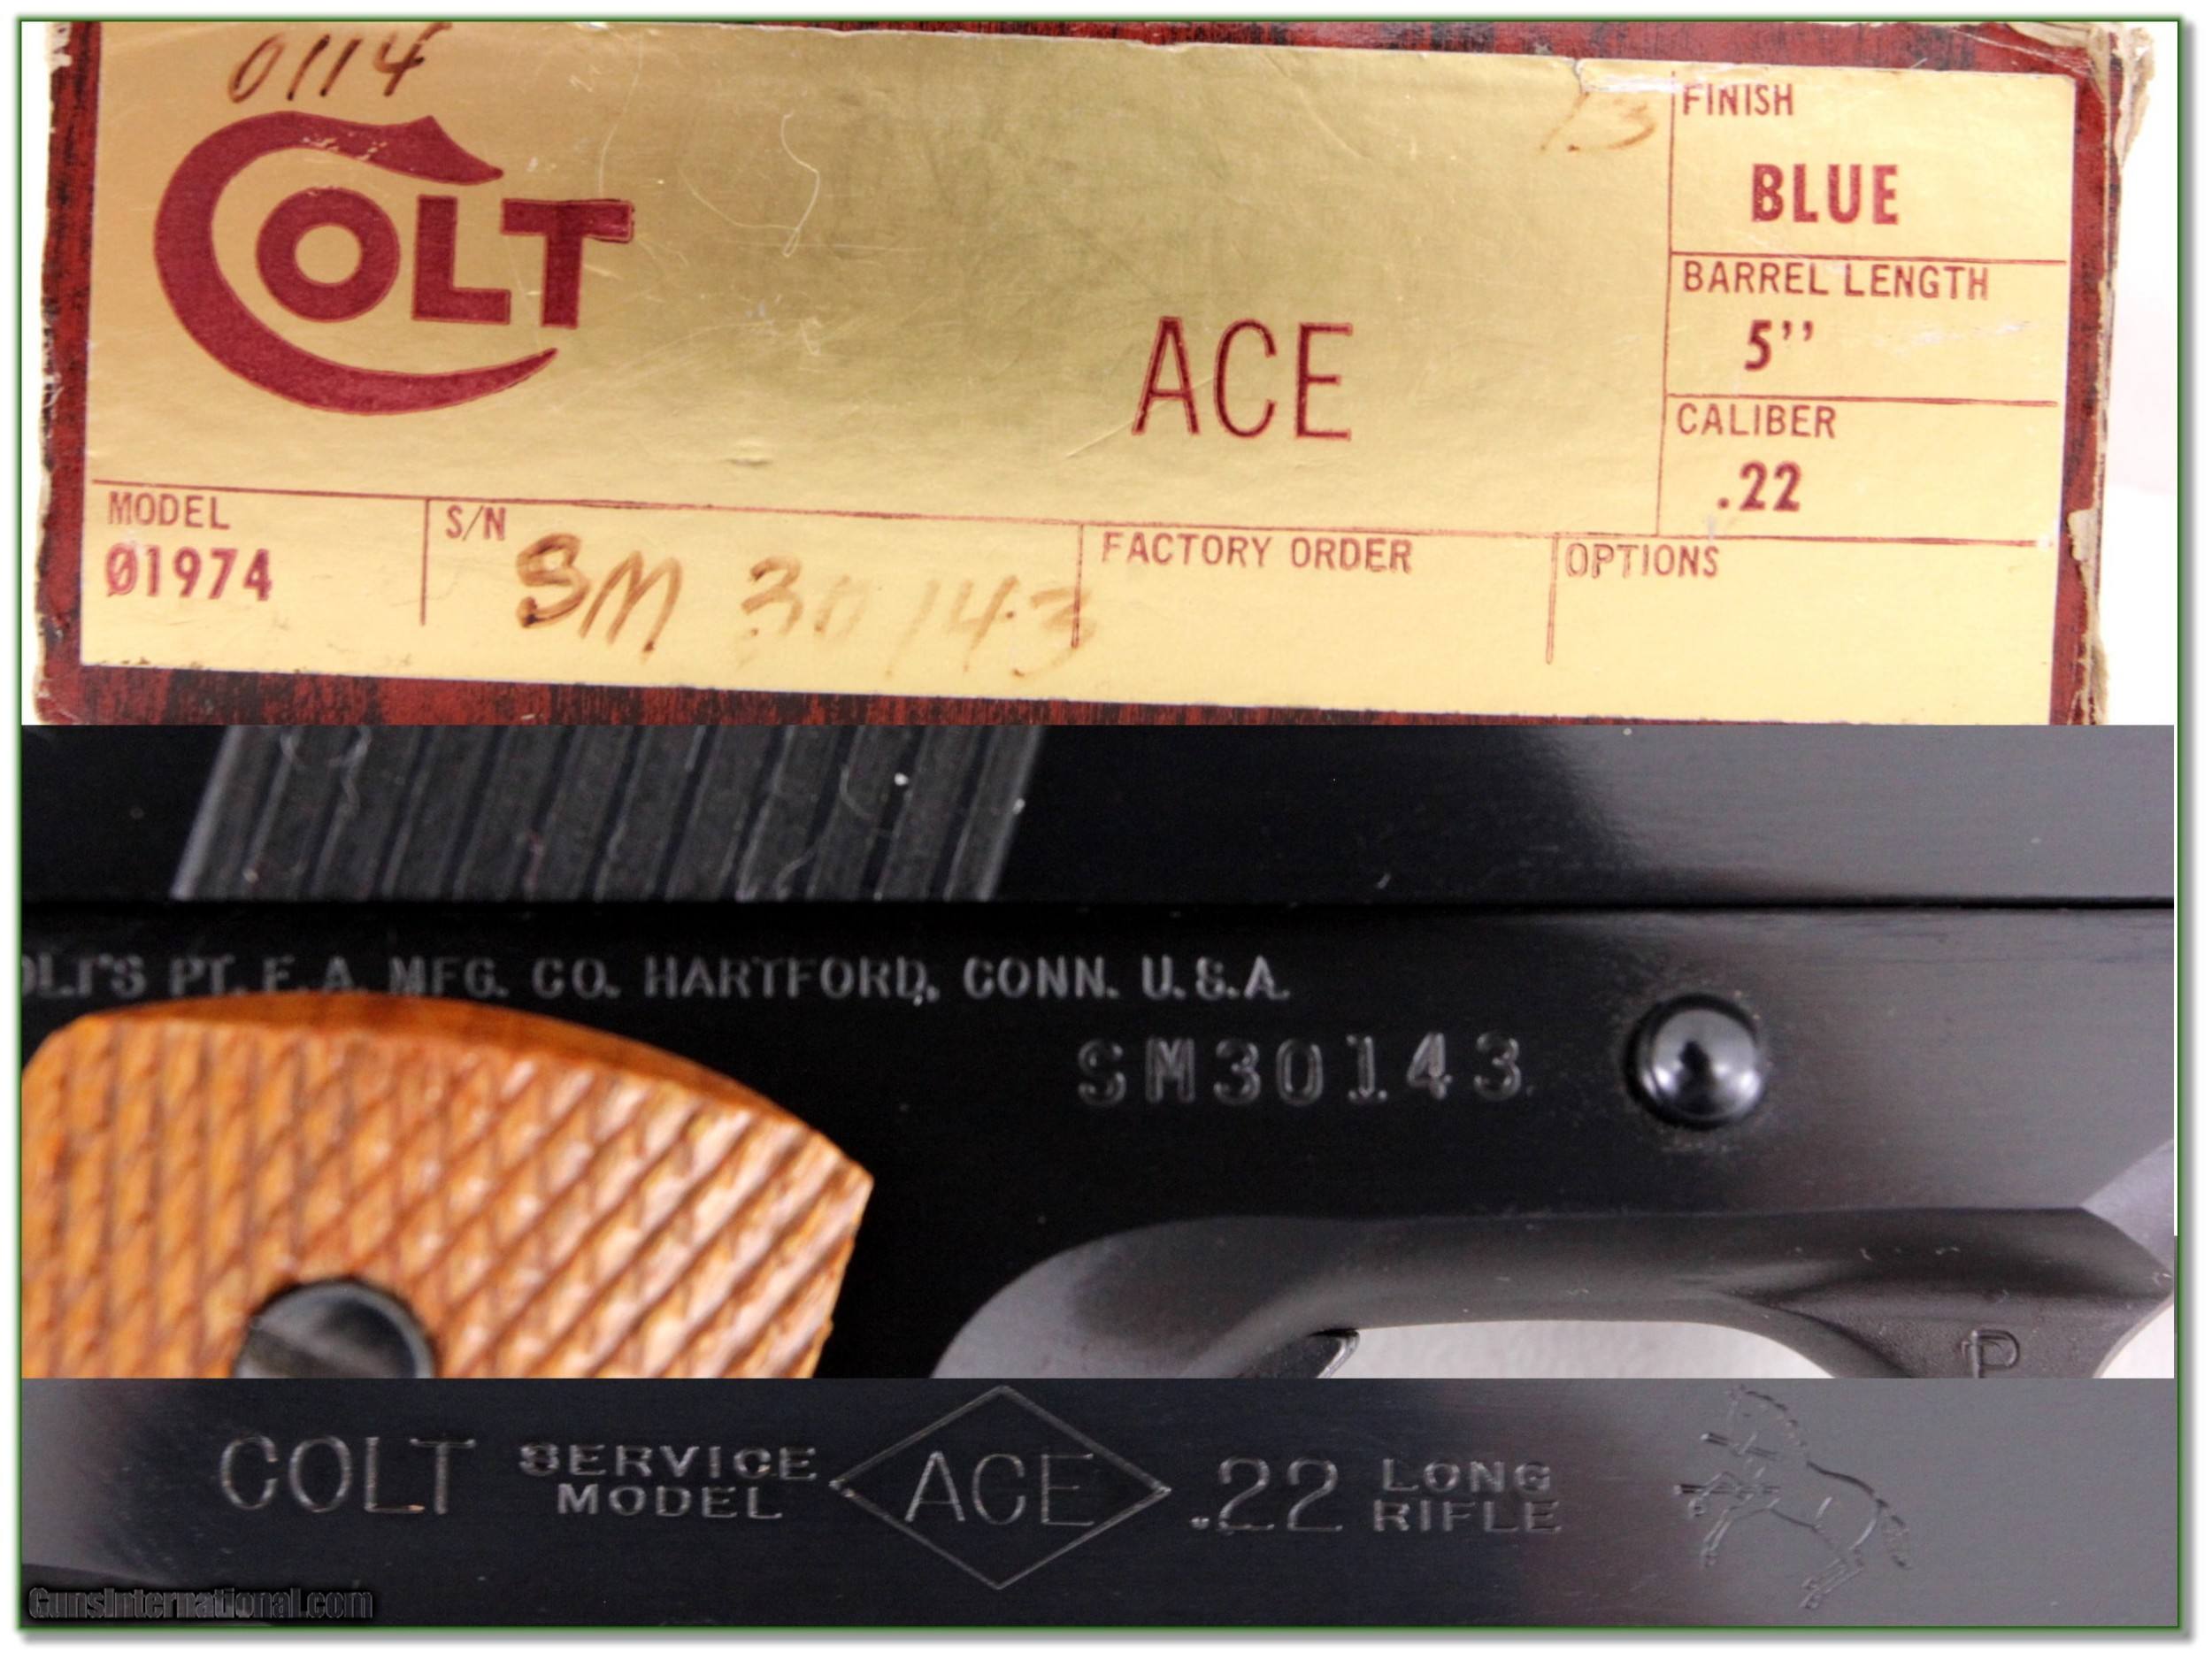 0114
COLT
13
ACE
FINISH
BLUE
BARREL LENGTH
5''
CALIBER
.22
MODEL
Ø1974
S/N
SM 30143
FACTORY ORDER
OPTIONS
OLT'S PT. F. A. MFG. CO. HARTFORD, CONN. U.S.A.
SM30143
P
COLT SERVICE MODEL ACE .22 LONG RIFLE
GunsInternational.com